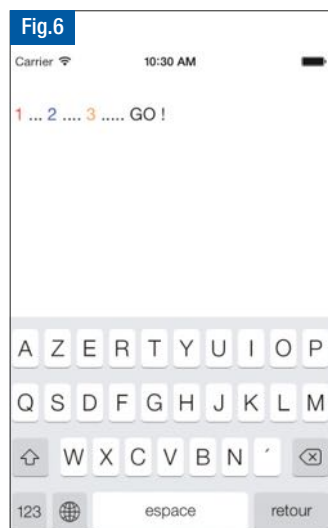 Fig.6
Carrier 10:30 AM
1 ... 2 .... 3 ..... GO !
A Z E R T Y U I O P
Q S D F G H J K L M
W X C V B N ´
123 espace retour